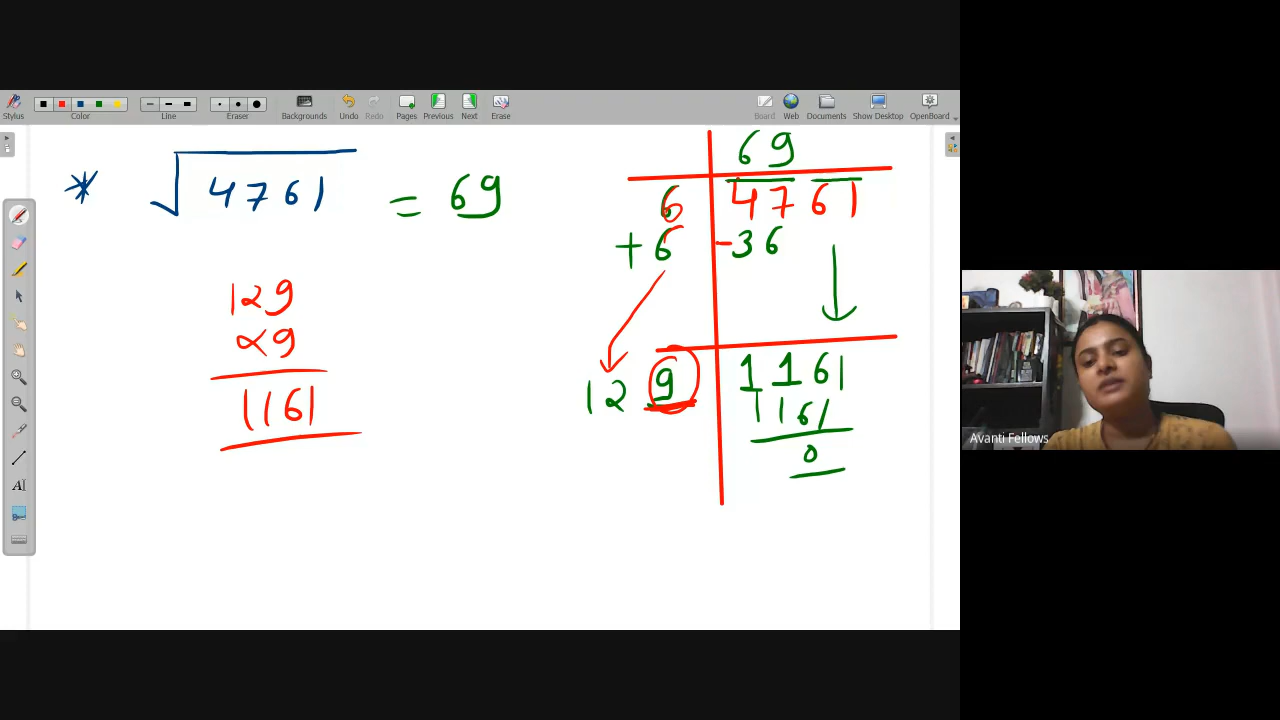 Stylus
Color
Line
Eraser
Backgrounds
Undo
Redo
Pages
Previous
Next
Erase
Board
Web
Documents
Show Desktop
OpenBoard
* √4761 = 69
129
×9
1161
69
6 4761
+6 -36
129 1161
1161
0
Avanti Fellows